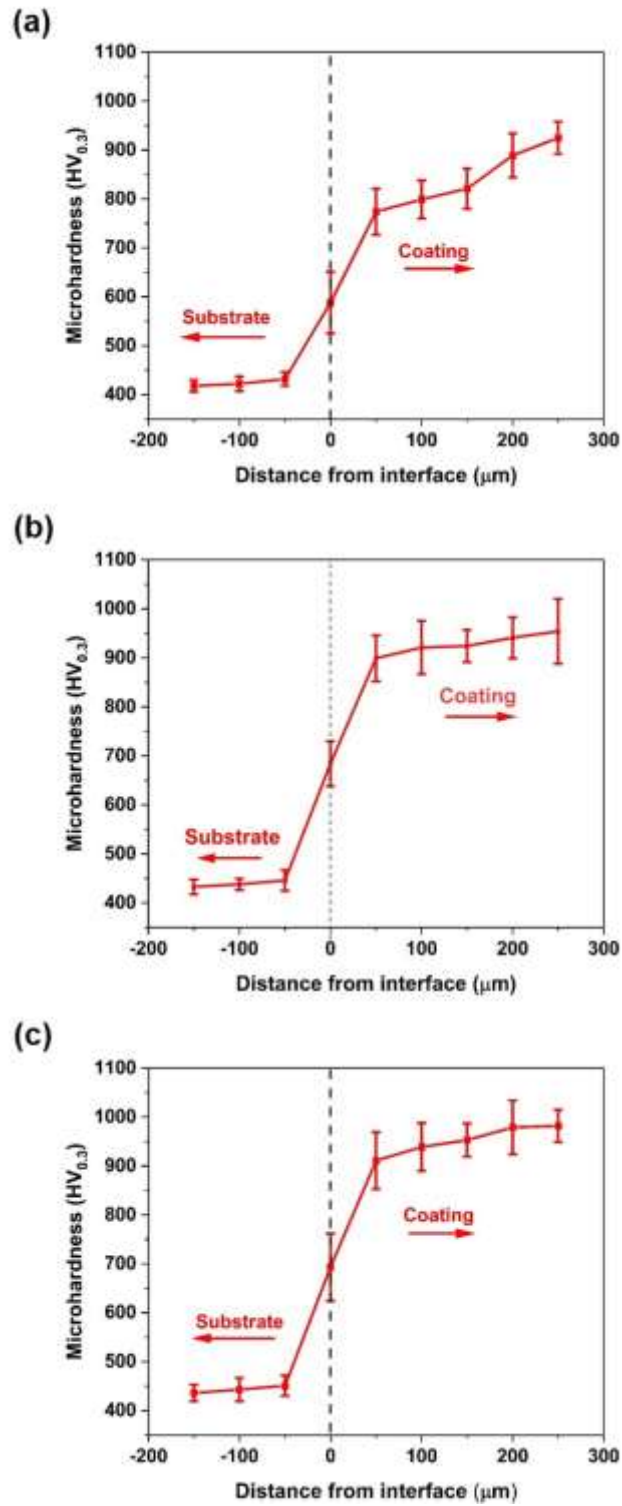 (a)
1100
1000
900
800
700
600
500
400
Microhardness (HV0.3)
Coating
Substrate
-200 -100 0 100 200 300
Distance from interface (μm)
(b)
1100
1000
900
800
700
600
500
400
Microhardness (HV0.3)
Coating
Substrate
-200 -100 0 100 200 300
Distance from interface (μm)
(c)
1100
1000
900
800
700
600
500
400
Microhardness (HV0.3)
Coating
Substrate
-200 -100 0 100 200 300
Distance from interface (μm)